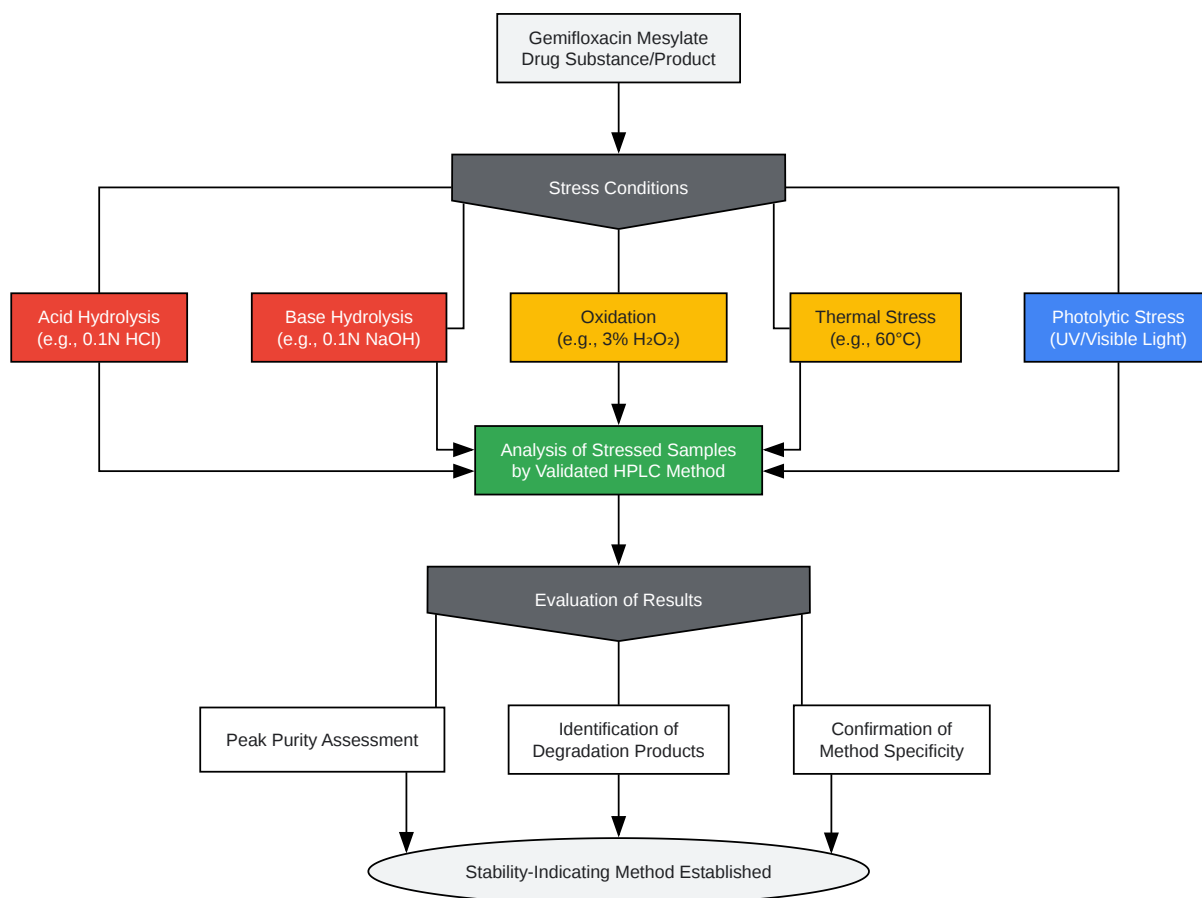 Gemifloxacin Mesylate
Drug Substance/Product
Stress Conditions
Acid Hydrolysis
(e.g., 0.1N HCl)
Base Hydrolysis
(e.g., 0.1N NaOH)
Oxidation
(e.g., 3% H₂O₂)
Thermal Stress
(e.g., 60°C)
Photolytic Stress
(UV/Visible Light)
Analysis of Stressed Samples
by Validated HPLC Method
Evaluation of Results
Peak Purity Assessment
Identification of
Degradation Products
Confirmation of
Method Specificity
Stability-Indicating Method Established